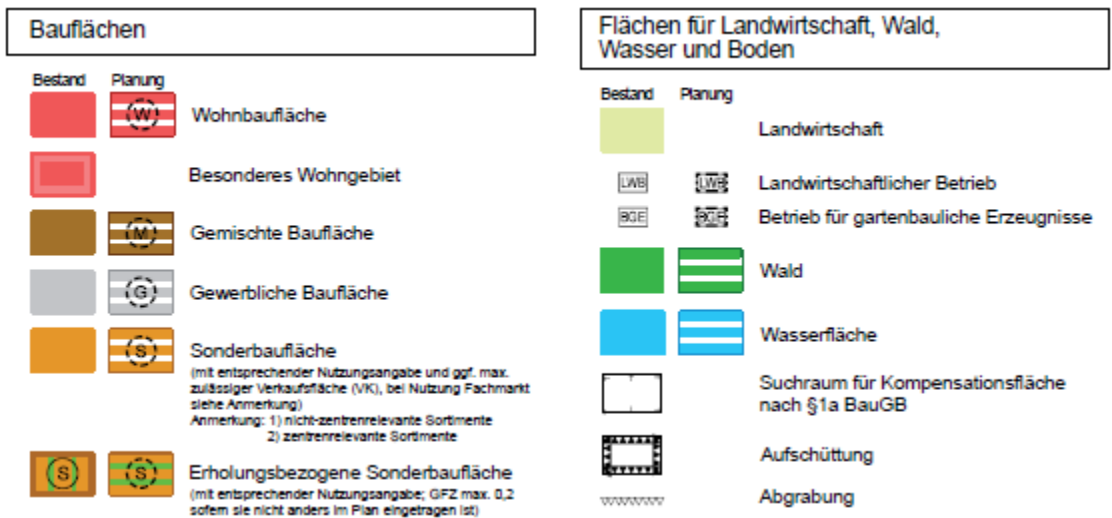 Bauflächen
Bestand Planung
W Wohnbaufläche
Besonderes Wohngebiet
M Gemischte Baufläche
G Gewerbliche Baufläche
S Sonderbaufläche
(mit entsprechender Nutzungsangabe und ggf. max.
zulässiger Verkaufsfläche (VK), bei Nutzung Fachmarkt
siehe Anmerkung)
Anmerkung: 1) nicht-zentrenrelevante Sortimente
2) zentrenrelevante Sortimente
S S Erholungsbezogene Sonderbaufläche
(mit entsprechender Nutzungsangabe; GFZ max. 0,2
sofern sie nicht anders im Plan eingetragen ist)
Flächen für Landwirtschaft, Wald,
Wasser und Boden
Bestand Planung
Landwirtschaft
LWB LWB Landwirtschaftlicher Betrieb
BGE BGE Betrieb für gartenbauliche Erzeugnisse
Wald
Wasserfläche
Suchraum für Kompensationsfläche
nach §1a BauGB
Aufschüttung
Abgrabung